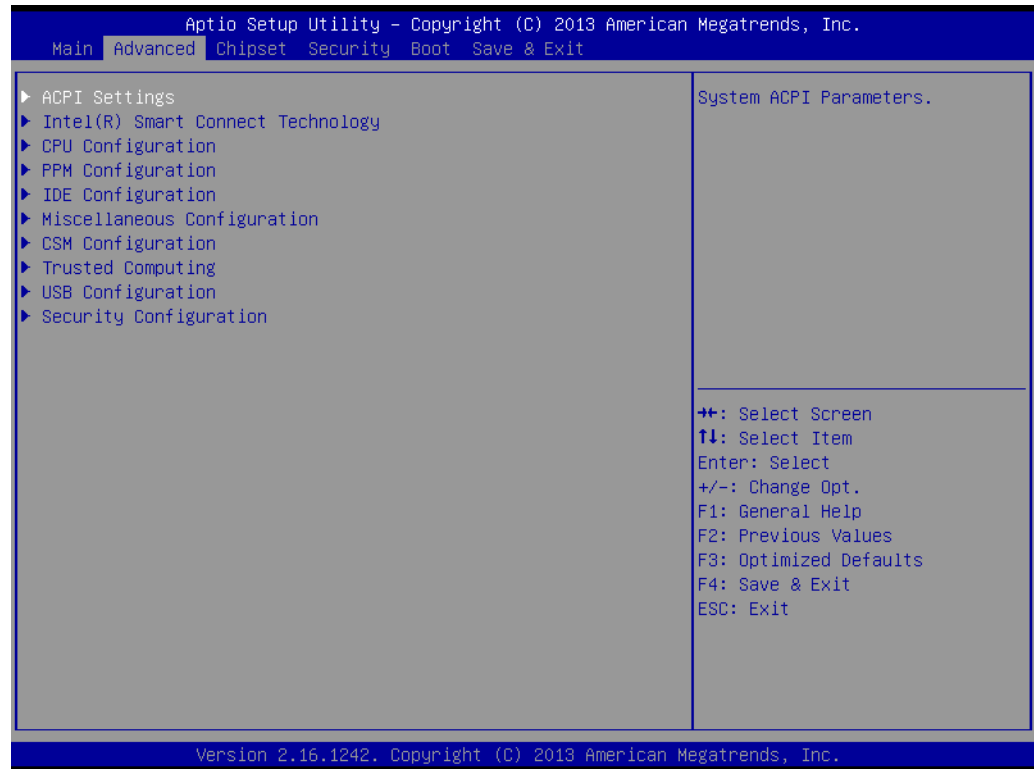 Aptio Setup Utility – Copyright (C) 2013 American Megatrends, Inc.
Main Advanced Chipset Security Boot Save & Exit
ACPI Settings
Intel(R) Smart Connect Technology
CPU Configuration
PPM Configuration
IDE Configuration
Miscellaneous Configuration
CSM Configuration
Trusted Computing
USB Configuration
Security Configuration
System ACPI Parameters.
→←: Select Screen
↑↓: Select Item
Enter: Select
+/-: Change Opt.
F1: General Help
F2: Previous Values
F3: Optimized Defaults
F4: Save & Exit
ESC: Exit
Version 2.16.1242. Copyright (C) 2013 American Megatrends, Inc.